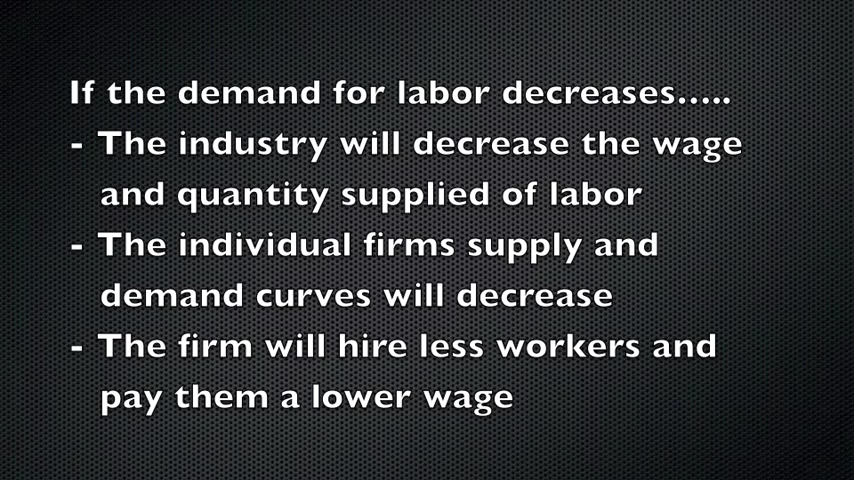 If the demand for labor decreases…..
- The industry will decrease the wage
and quantity supplied of labor
- The individual firms supply and
demand curves will decrease
- The firm will hire less workers and
pay them a lower wage